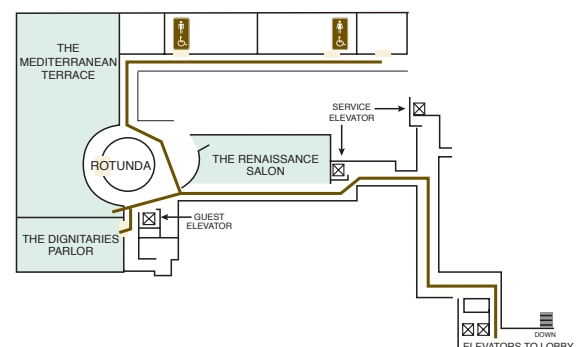 THE
MEDITERRANEAN
TERRACE
SERVICE
ELEVATOR
ROTUNDA
THE RENAISSANCE
SALON
GUEST
ELEVATOR
THE DIGNITARIES
PARLOR
DOWN
ELEVATORS TO LOBBY